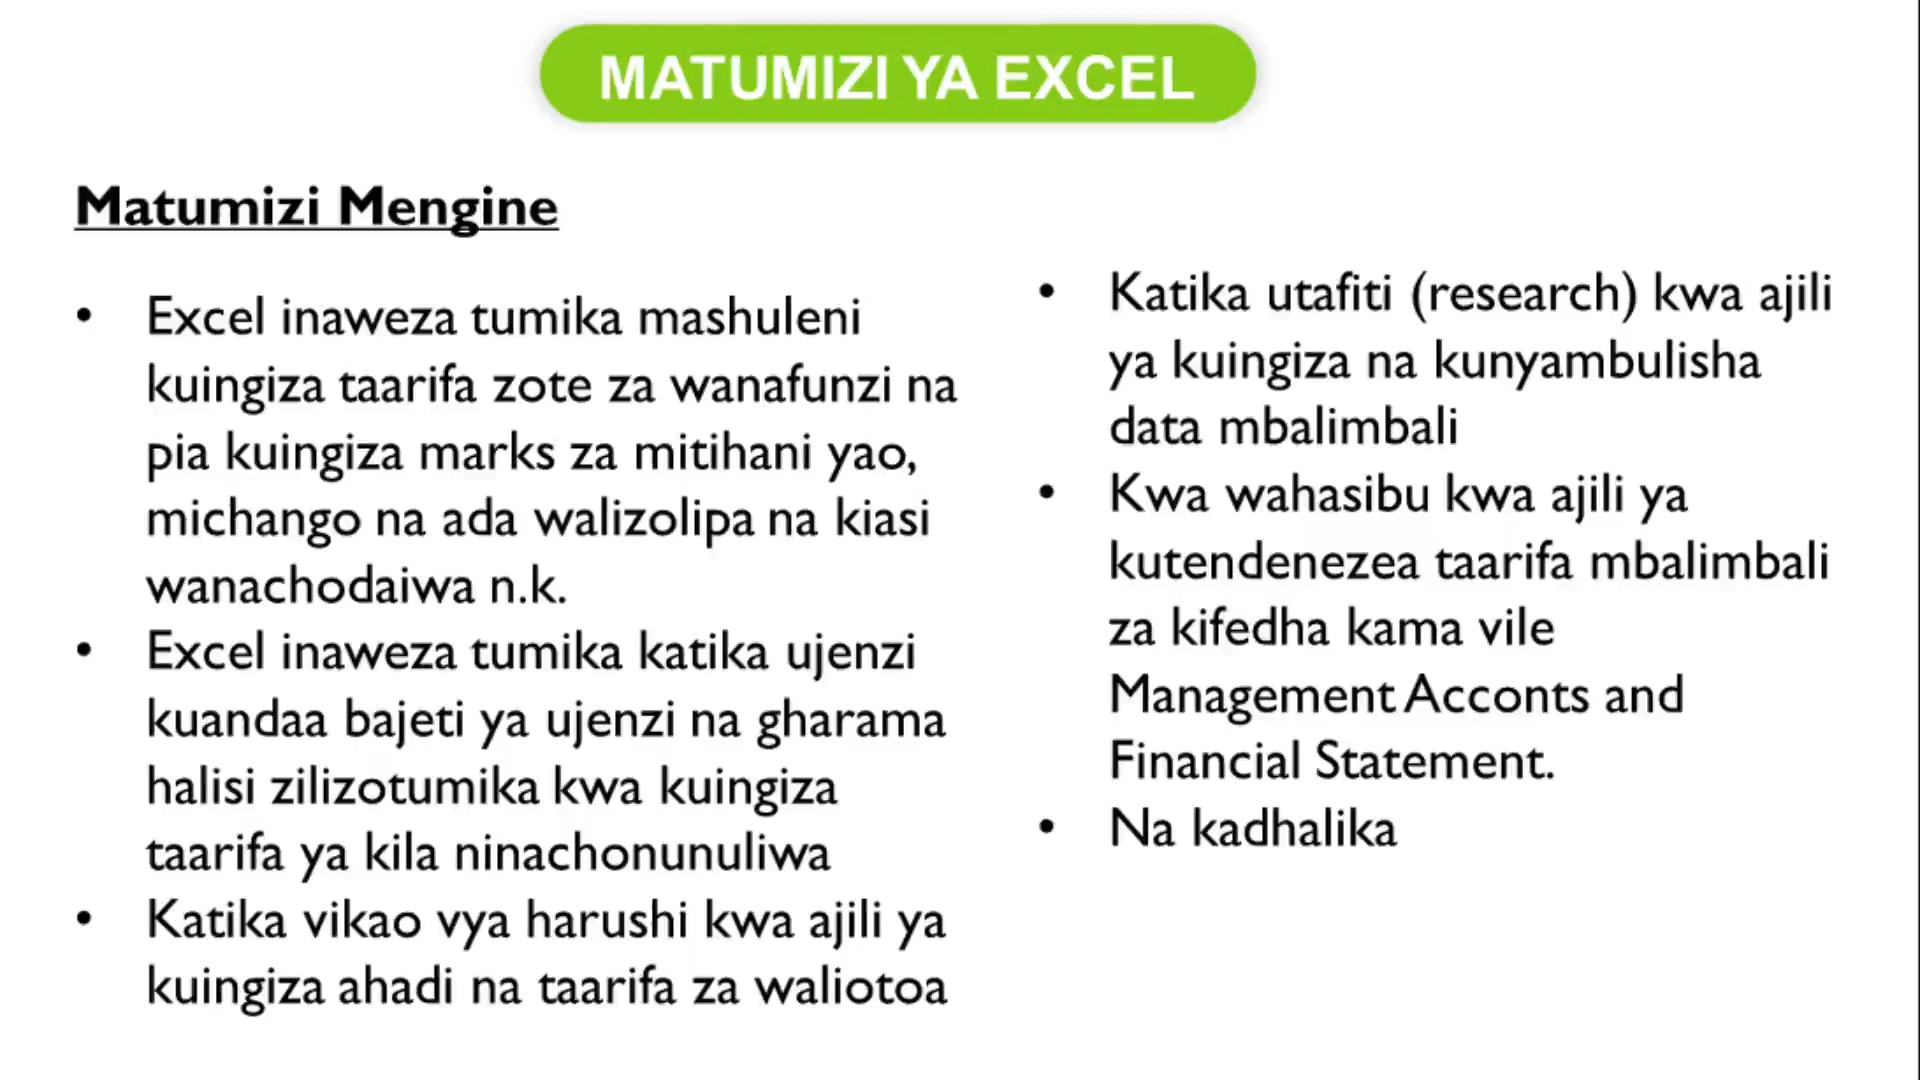 MATUMIZI YA EXCEL
Matumizi Mengine
• Excel inaweza tumika mashuleni
kuingiza taarifa zote za wanafunzi na
pia kuingiza marks za mitihani yao,
michango na ada walizolipa na kiasi
wanachodaiwa n.k.
• Excel inaweza tumika katika ujenzi
kuandaa bajeti ya ujenzi na gharama
halisi zilizotumika kwa kuingiza
taarifa ya kila ninachonunuliwa
• Katika vikao vya harushi kwa ajili ya
kuingiza ahadi na taarifa za waliotoa
• Katika utafiti (research) kwa ajili
ya kuingiza na kunyambulisha
data mbalimbali
• Kwa wahasibu kwa ajili ya
kutendenezea taarifa mbalimbali
za kifedha kama vile
Management Acconts and
Financial Statement.
• Na kadhalika